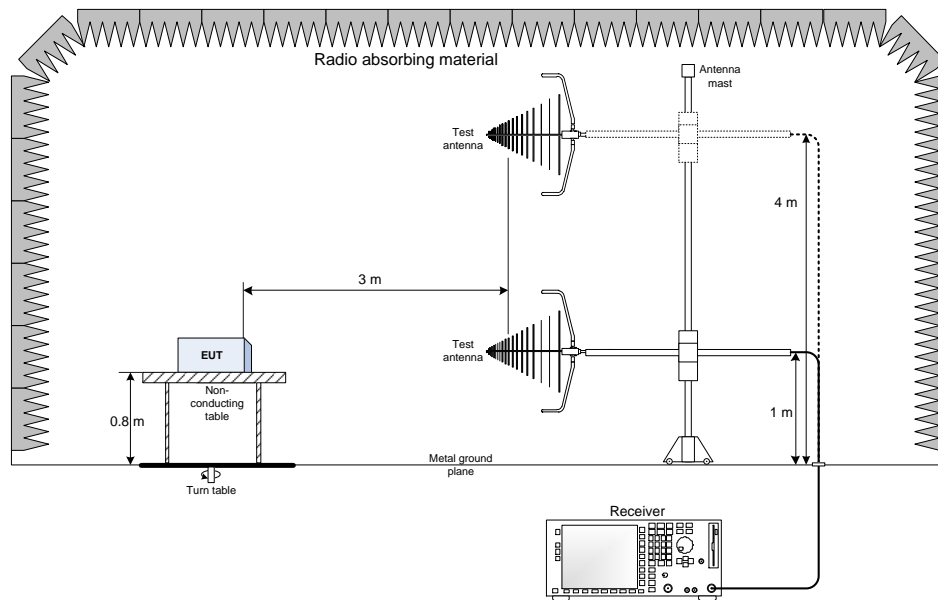 Radio absorbing material
Antenna
mast
Test
antenna
4 m
3 m
Test
antenna
EUT
Non-
conducting
table
0.8 m
1 m
Metal ground
plane
Turn table
Receiver